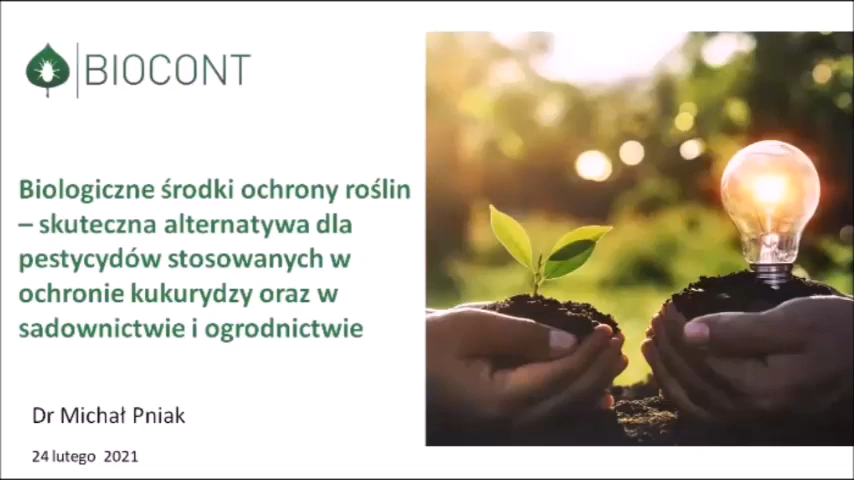 BIOCONT
Biologiczne środki ochrony roślin
– skuteczna alternatywa dla
pestycydów stosowanych w
ochronie kukurydzy oraz w
sadownictwie i ogrodnictwie
Dr Michał Pniak
24 lutego 2021